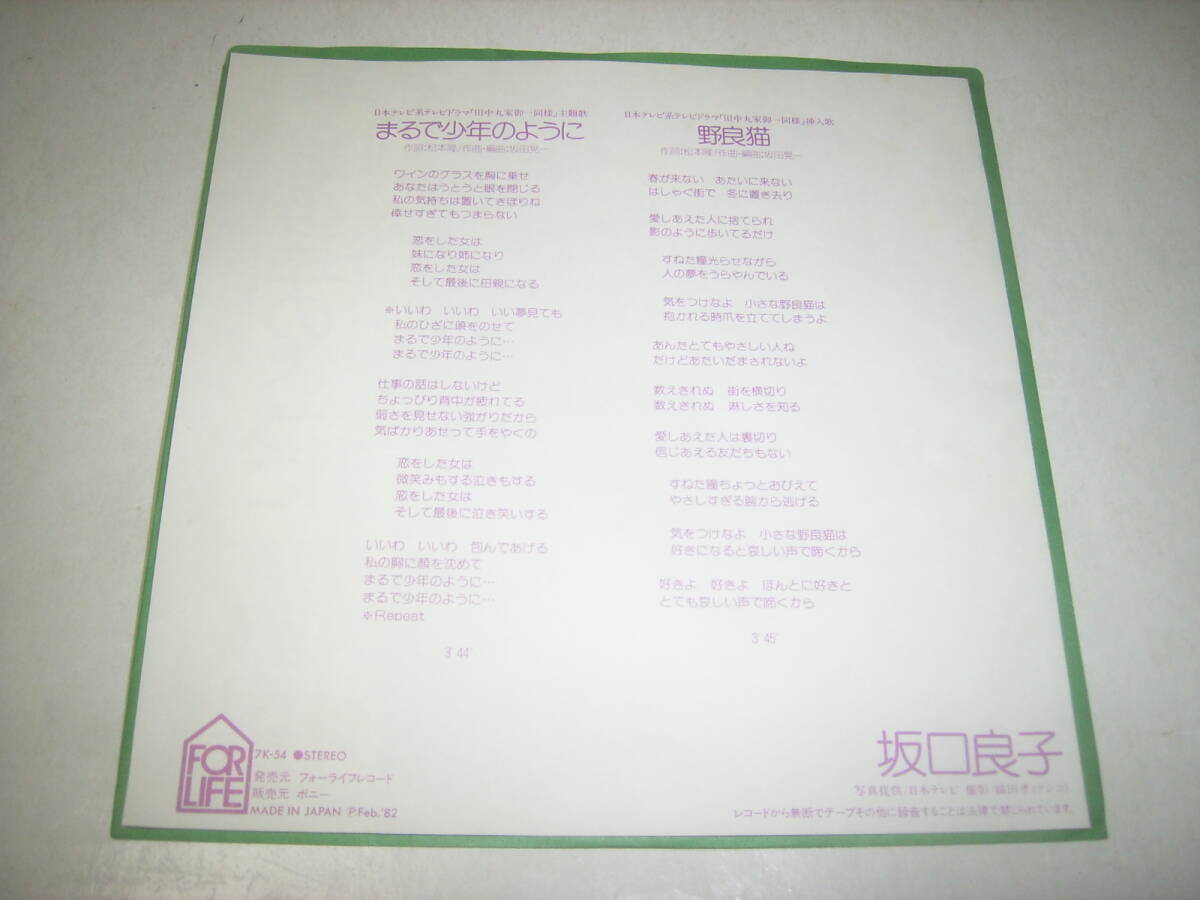 日本テレビ系テレビドラマ「田中丸家御一同様」主題歌
まるで少年のように
作詞:松本隆/作曲・編曲:坂田晃一
ワインのグラスを胸に乗せ
あなたはうとうと眼を閉じる
私の気持ちは置いてきぼりね
倖せすぎてもつまらない
恋をした女は
妹になり姉になり
恋をした女は
そして最後に母親になる
※いいわ いいわ いい夢見ても
私のひざに頭をのせて
まるで少年のように…
まるで少年のように…
仕事の話はしないけど
ちょっぴり背中が疲れてる
弱さを見せない強がりだから
気ばかりあせって手をやくの
恋をした女は
微笑みもする泣きもする
恋をした女は
そして最後に泣き笑いする
いいわ いいわ 包んであげる
私の胸に顔を沈めて
まるで少年のように…
まるで少年のように…
※Repeat
3′44″
日本テレビ系テレビドラマ「田中丸家御一同様」挿入歌
野良猫
作詞:松本隆/作曲・編曲:坂田晃一
春が来ない あたいに来ない
はしゃぐ街で 冬に置き去り
愛しあえた人に捨てられ
影のように歩いてるだけ
すねた瞳光らせながら
人の夢をうらやんでいる
気をつけなよ 小さな野良猫は
抱かれる時爪を立ててしまうよ
あんたとてもやさしい人ね
だけどあたいだまされないよ
数えきれぬ 街を横切り
数えきれぬ 淋しさを知る
愛しあえた人は裏切り
信じあえる友だちもない
すねた瞳ちょっとおびえて
やさしすぎる腕から逃げる
気をつけなよ 小さな野良猫は
好きになると哀しい声で啼くから
好きよ 好きよ ほんとに好きと
とても哀しい声で啼くから
3′45″
FOR
LIFE
7K-54 ●STEREO
発売元 フォーライフレコード
販売元 ポニー
MADE IN JAPAN ⓅFeb.'82
坂口良子
写真提供/日本テレビ 撮影/
レコードから無断でテープその他に録音することは法律で禁じられています。